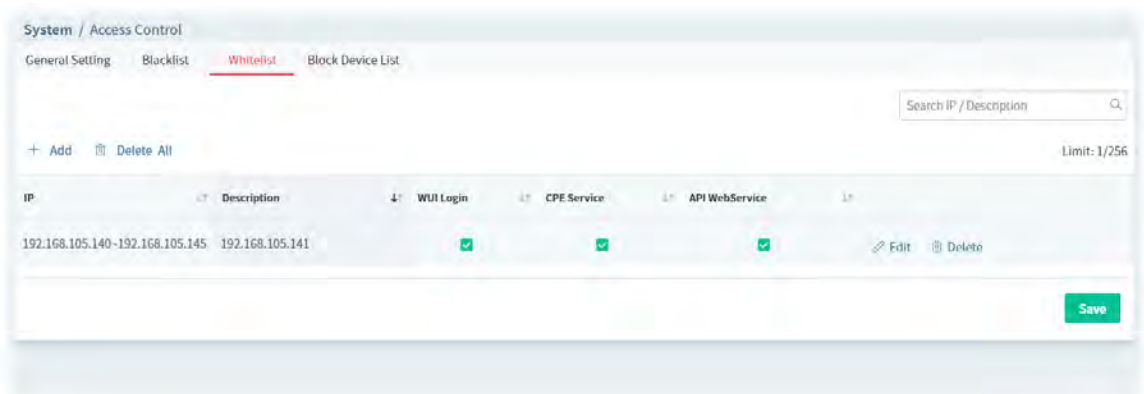 System / Access Control
General Setting Blacklist Whitelist Block Device List
Search IP / Description
+ Add Delete All Limit: 1/256
IP Description WUI Login CPE Service API WebService
192.168.105.140~192.168.105.145 192.168.105.141 Edit Delete
Save